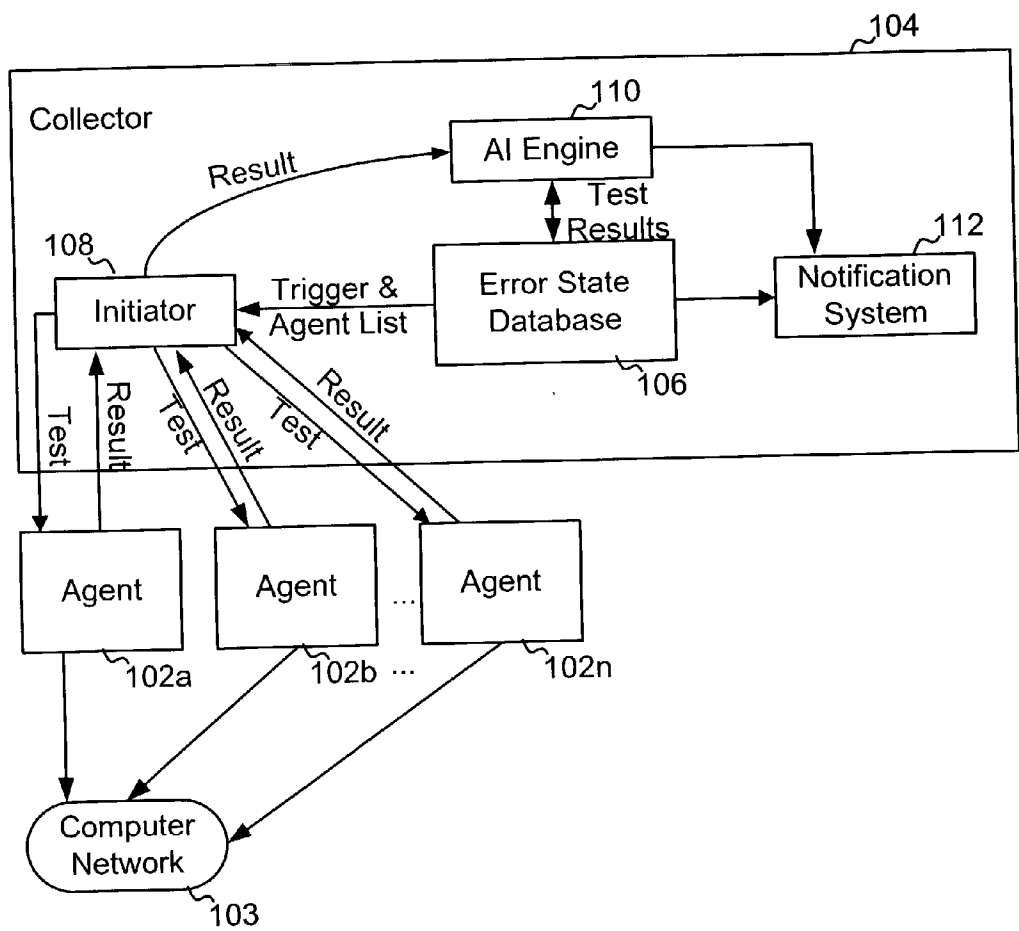 104
Collector
110
AI Engine
Result
Test
Results
108
112
Initiator
Trigger &
Agent List
Error State
Database
Notification
System
106
Test
Result
Test
Result
Test
Result
Agent
Agent
...
Agent
102a
102b
...
102n
Computer
Network
103